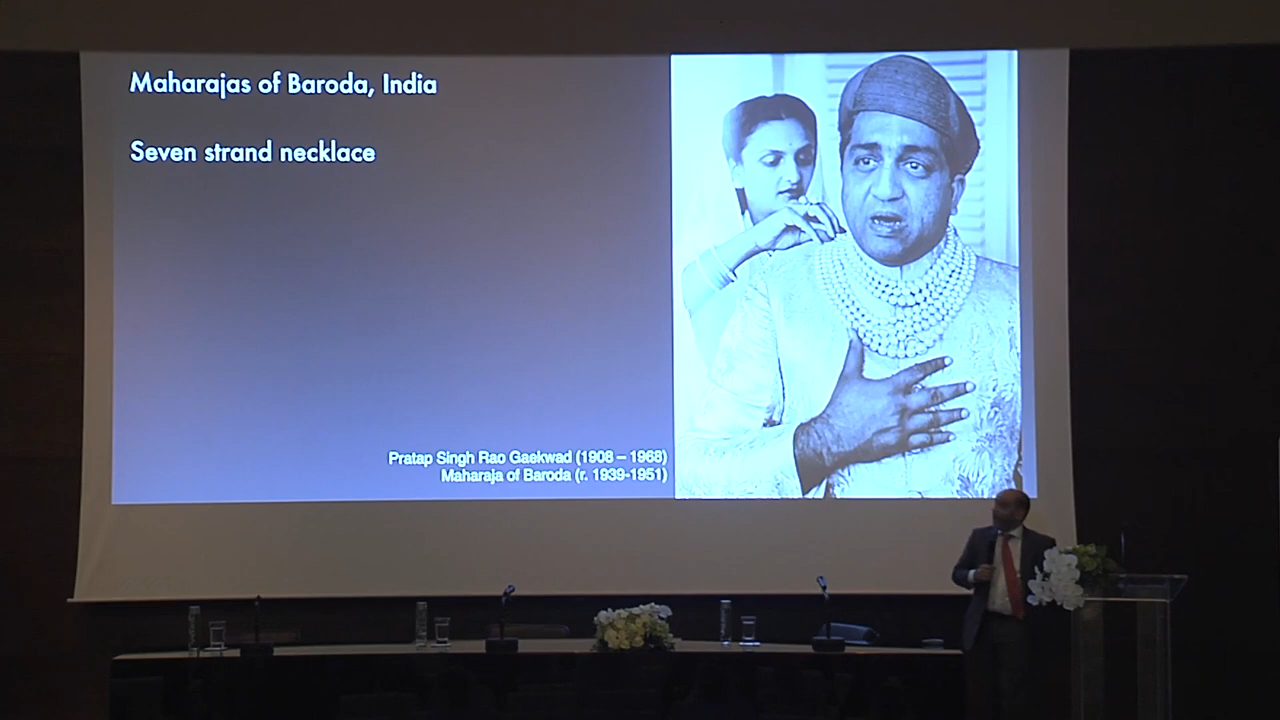 Maharajas of Baroda, India
Seven strand necklace
Pratap Singh Rao Gaekwad (1908 – 1968)
Maharaja of Baroda (r. 1939-1951)